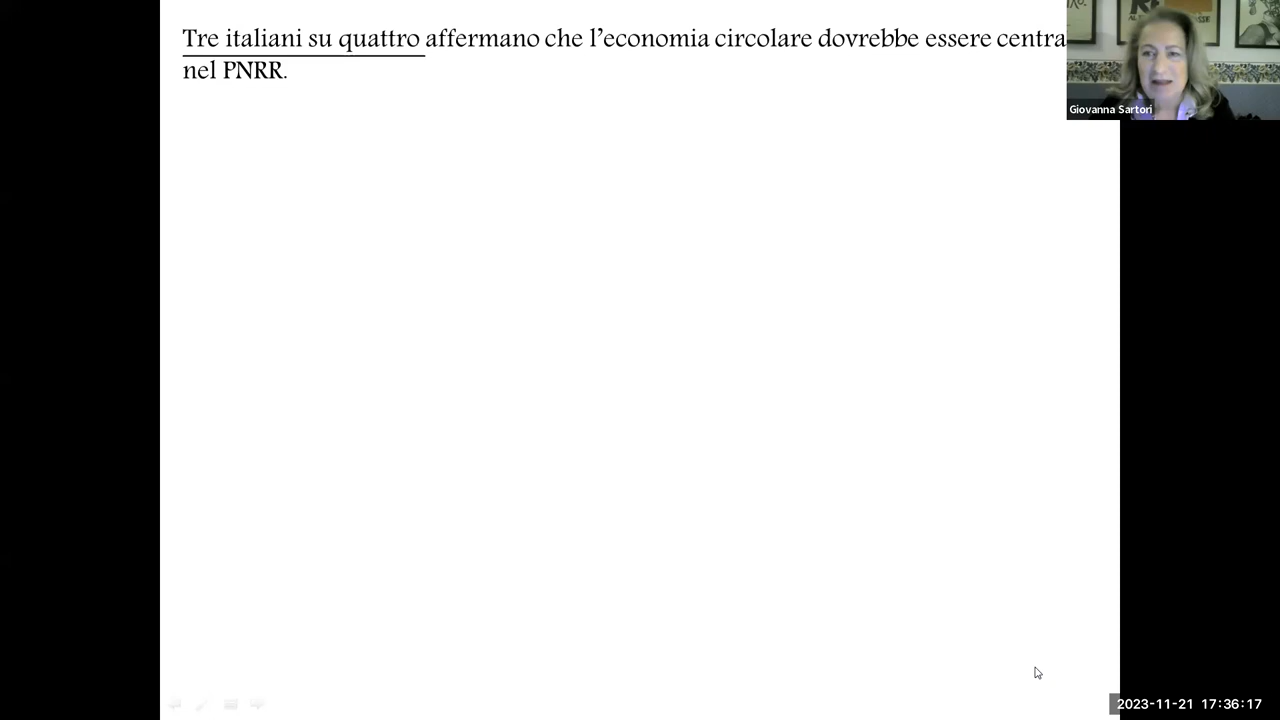 Tre italiani su quattro affermano che l’economia circolare dovrebbe essere centra
nel PNRR.
Giovanna Sartori
2023-11-21 17:36:17